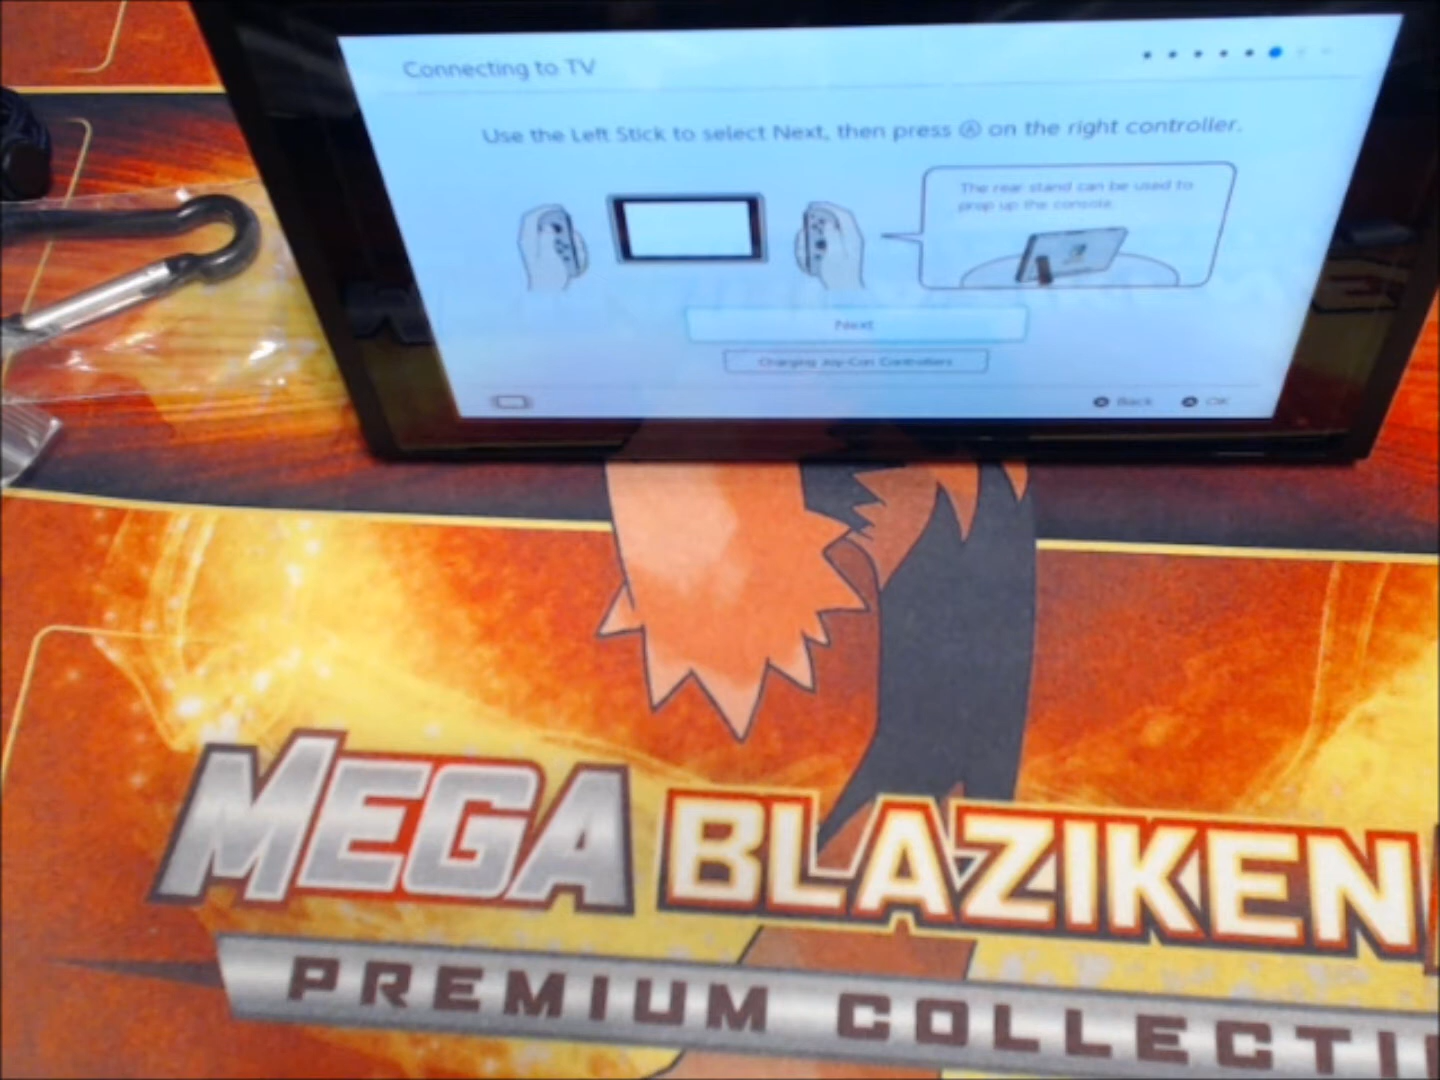 Connecting to TV
Use the Left Stick to select Next, then press Ⓐ on the right controller.
The rear stand can be used to
prop up the console.
Next
Charging Joy-Con Controllers
Back
OK
MEGA BLAZIKEN
PREMIUM COLLECTI